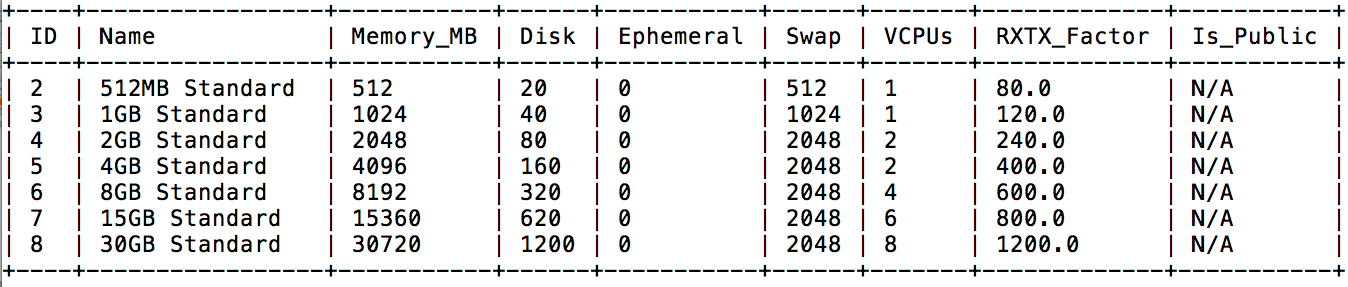 +----+-----------------+-----------+------+-----------+------+-------+-------------+-----------+
| ID | Name            | Memory_MB | Disk | Ephemeral | Swap | VCPUs | RXTX_Factor | Is_Public |
+----+-----------------+-----------+------+-----------+------+-------+-------------+-----------+
| 2  | 512MB Standard  | 512       | 20   | 0         | 512  | 1     | 80.0        | N/A       |
| 3  | 1GB Standard    | 1024      | 40   | 0         | 1024 | 1     | 120.0       | N/A       |
| 4  | 2GB Standard    | 2048      | 80   | 0         | 2048 | 2     | 240.0       | N/A       |
| 5  | 4GB Standard    | 4096      | 160  | 0         | 2048 | 2     | 400.0       | N/A       |
| 6  | 8GB Standard    | 8192      | 320  | 0         | 2048 | 4     | 600.0       | N/A       |
| 7  | 15GB Standard   | 15360     | 620  | 0         | 2048 | 6     | 800.0       | N/A       |
| 8  | 30GB Standard   | 30720     | 1200 | 0         | 2048 | 8     | 1200.0      | N/A       |
+----+-----------------+-----------+------+-----------+------+-------+-------------+-----------+